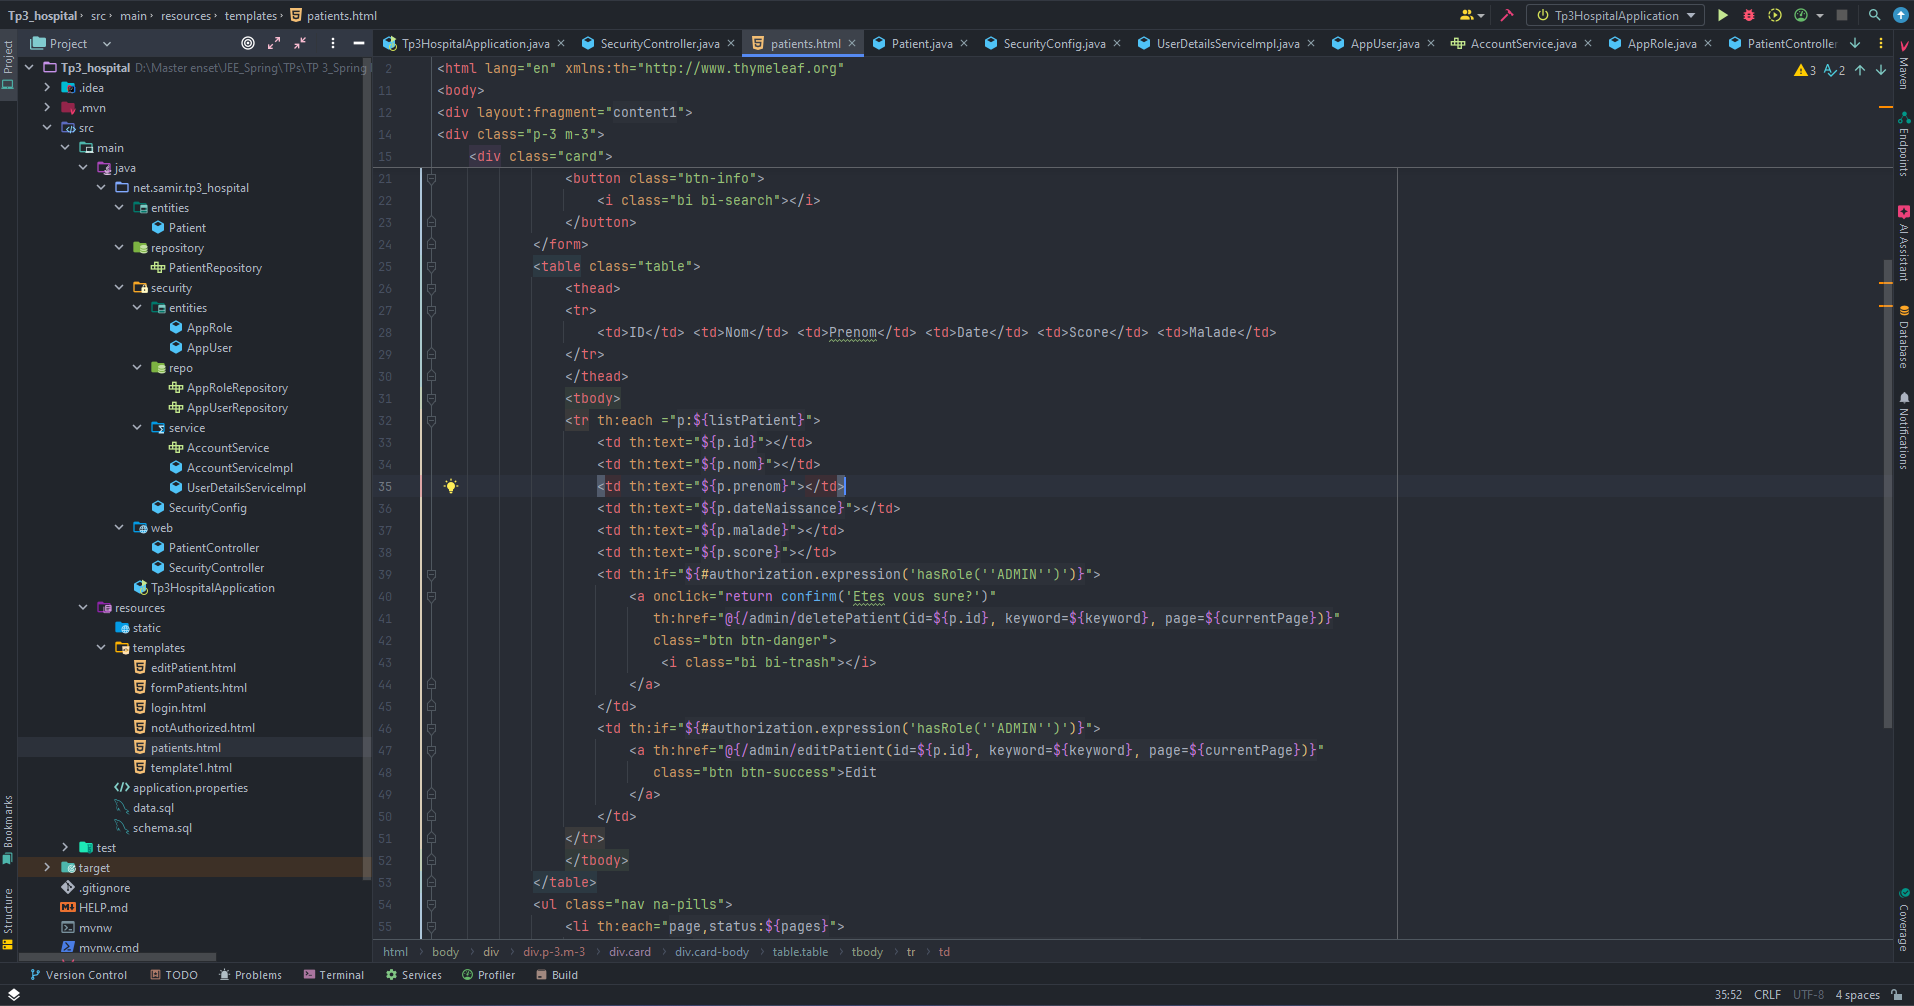 Tp3_hospital › src › main › resources › templates › patients.html
Tp3HospitalApplication
Project
Tp3HospitalApplication.java
SecurityController.java
patients.html
Patient.java
SecurityConfig.java
UserDetailsServiceImpl.java
AppUser.java
AccountService.java
AppRole.java
PatientController
Project
Bookmarks
Structure
Tp3_hospital D:\Master enset\JEE_Spring\TPs\TP 3_Spring
.idea
.mvn
src
main
java
net.samir.tp3_hospital
entities
Patient
repository
PatientRepository
security
entities
AppRole
AppUser
repo
AppRoleRepository
AppUserRepository
service
AccountService
AccountServiceImpl
UserDetailsServiceImpl
SecurityConfig
web
PatientController
SecurityController
Tp3HospitalApplication
resources
static
templates
editPatient.html
formPatients.html
login.html
notAuthorized.html
patients.html
template1.html
application.properties
data.sql
schema.sql
test
target
.gitignore
HELP.md
mvnw
mvnw.cmd
3 2
2 <html lang="en" xmlns:th="http://www.thymeleaf.org"
11 <body>
12 <div layout:fragment="content1">
14 <div class="p-3 m-3">
15 <div class="card">
21 <button class="btn-info">
22 <i class="bi bi-search"></i>
23 </button>
24 </form>
25 <table class="table">
26 <thead>
27 <tr>
28 <td>ID</td> <td>Nom</td> <td>Prenom</td> <td>Date</td> <td>Score</td> <td>Malade</td>
29 </tr>
30 </thead>
31 <tbody>
32 <tr th:each ="p:${listPatient}">
33 <td th:text="${p.id}"></td>
34 <td th:text="${p.nom}"></td>
35 <td th:text="${p.prenom}"></td>
36 <td th:text="${p.dateNaissance}"></td>
37 <td th:text="${p.malade}"></td>
38 <td th:text="${p.score}"></td>
39 <td th:if="${#authorization.expression('hasRole(''ADMIN'')')}">
40 <a onclick="return confirm('Etes vous sure?')"
41 th:href="@{/admin/deletePatient(id=${p.id}, keyword=${keyword}, page=${currentPage})}"
42 class="btn btn-danger">
43 <i class="bi bi-trash"></i>
44 </a>
45 </td>
46 <td th:if="${#authorization.expression('hasRole(''ADMIN'')')}">
47 <a th:href="@{/admin/editPatient(id=${p.id}, keyword=${keyword}, page=${currentPage})}"
48 class="btn btn-success">Edit
49 </a>
50 </td>
51 </tr>
52 </tbody>
53 </table>
54 <ul class="nav na-pills">
55 <li th:each="page,status:${pages}">
Maven
Endpoints
AI Assistant
Database
Notifications
Coverage
html › body › div › div.p-3.m-3 › div.card › div.card-body › table.table › tbody › tr › td
Version Control
TODO
Problems
Terminal
Services
Profiler
Build
35:52 CRLF UTF-8 4 spaces